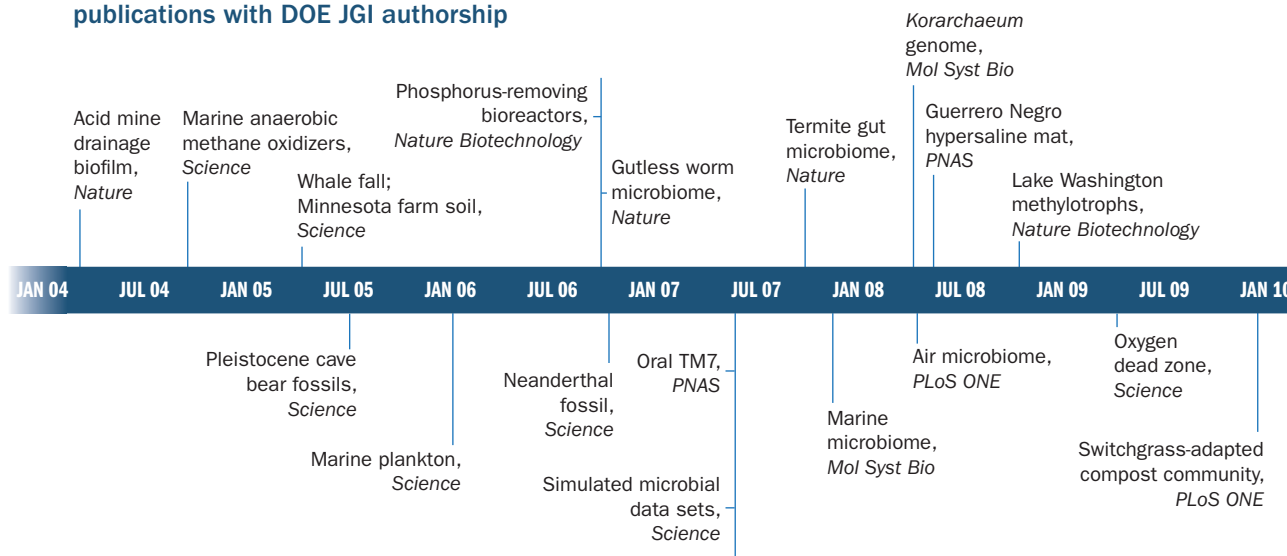 publications with DOE JGI authorship
Korarchaeum
genome,
Mol Syst Bio
Phosphorus-removing
bioreactors,
Nature Biotechnology
Acid mine
drainage
biofilm,
Nature
Marine anaerobic
methane oxidizers,
Science
Whale fall;
Minnesota farm soil,
Science
Gutless worm
microbiome,
Nature
Termite gut
microbiome,
Nature
Guerrero Negro
hypersaline mat,
PNAS
Lake Washington
methylotrophs,
Nature Biotechnology
JAN 04 JUL 04 JAN 05 JUL 05 JAN 06 JUL 06 JAN 07 JUL 07 JAN 08 JUL 08 JAN 09 JUL 09 JAN 10
Pleistocene cave
bear fossils,
Science
Marine plankton,
Science
Neanderthal
fossil,
Science
Oral TM7,
PNAS
Simulated microbial
data sets,
Science
Marine
microbiome,
Mol Syst Bio
Air microbiome,
PLoS ONE
Oxygen
dead zone,
Science
Switchgrass-adapted
compost community,
PLoS ONE